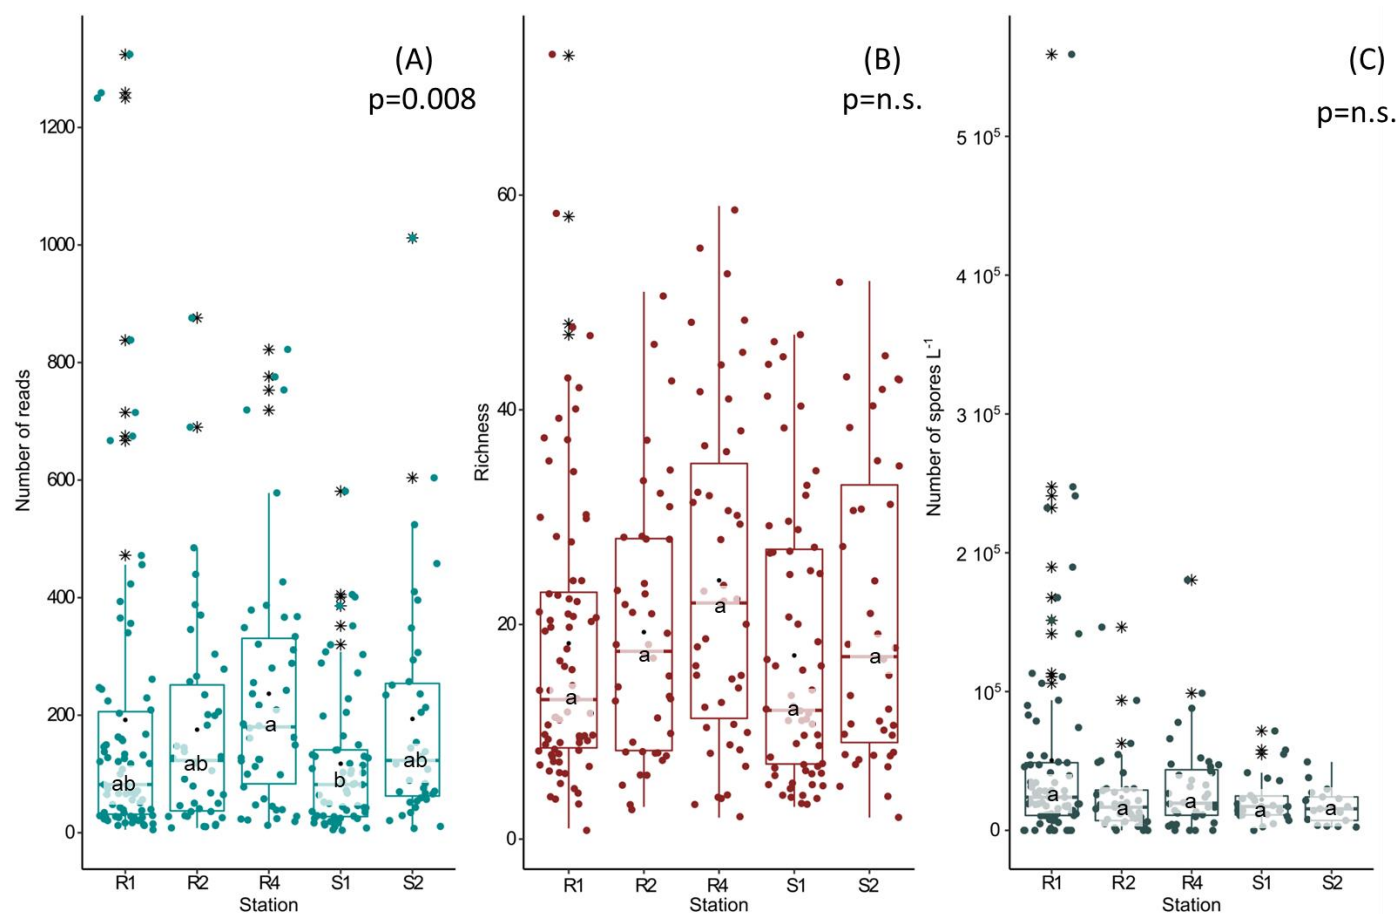 (A)
p=0.008
Number of reads
1200
1000
800
600
400
200
0
ab
ab
a
b
ab
R1
R2
R4
S1
S2
Station
(B)
p=n.s.
Richness
60
40
20
0
a
a
a
a
a
R1
R2
R4
S1
S2
Station
(C)
p=n.s.
Number of spores L⁻¹
5 10⁵
4 10⁵
3 10⁵
2 10⁵
10⁵
0
a
a
a
a
a
R1
R2
R4
S1
S2
Station